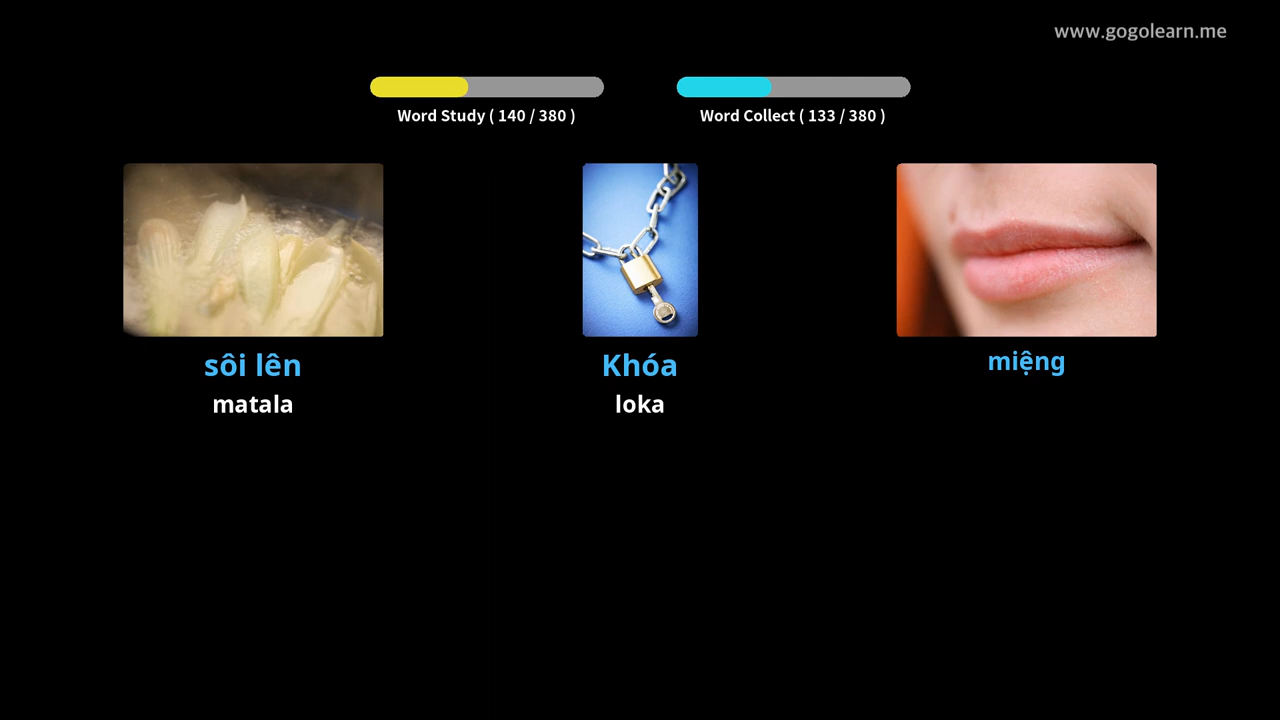 www.gogolearn.me
Word Study ( 140 / 380 )
Word Collect ( 133 / 380 )
sôi lên
matala
Khóa
loka
miệng